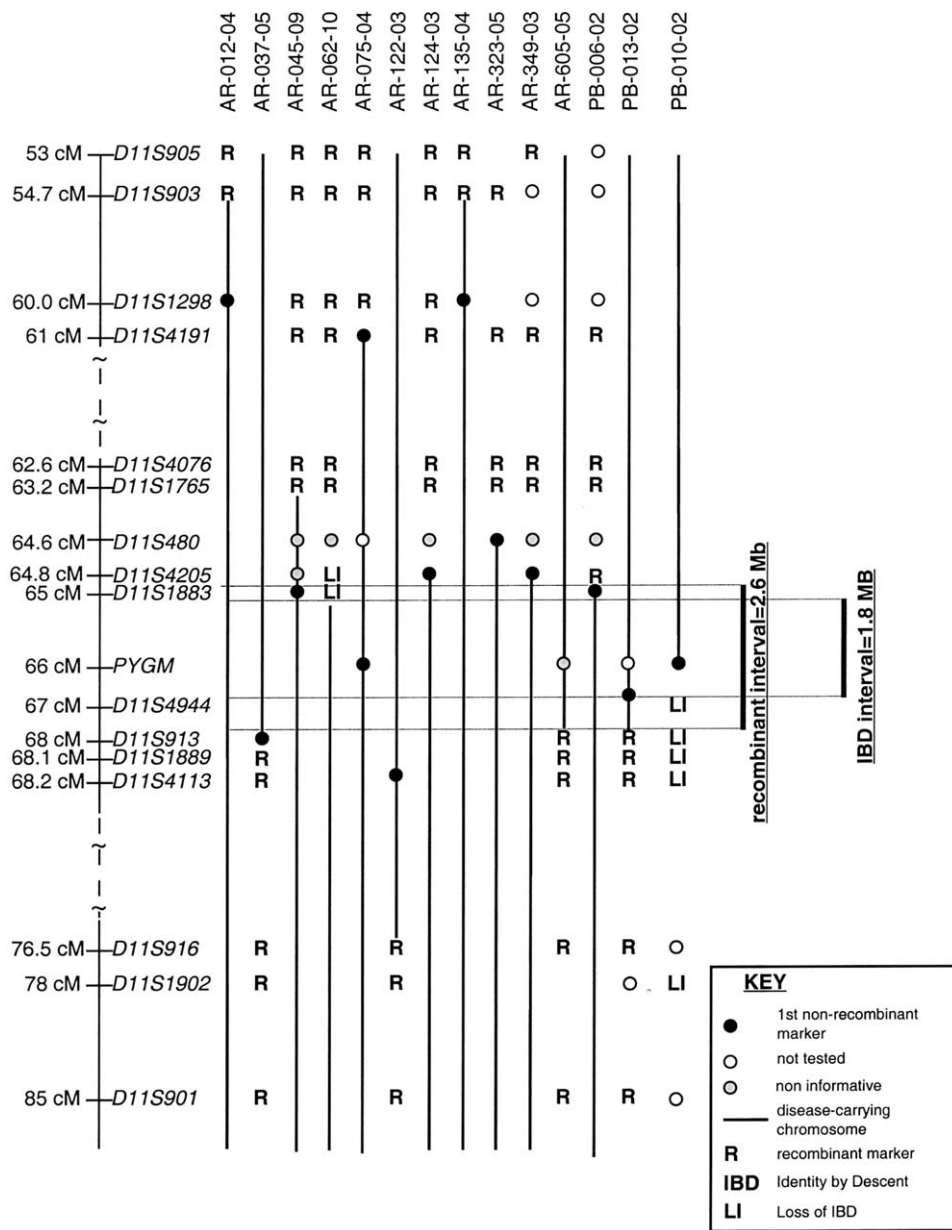 AR-012-04 AR-037-05 AR-045-09 AR-062-10 AR-075-04 AR-122-03 AR-124-03 AR-135-04 AR-323-05 AR-349-03 AR-605-05 PB-006-02 PB-013-02 PB-010-02
53 cM D11S905 R R R R R R R
54.7 cM D11S903 R R R R R R R
60.0 cM D11S1298 R R R R
61 cM D11S4191 R R R R R R
62.6 cM D11S4076 R R R R R R
63.2 cM D11S1765 R R R R R R
64.6 cM D11S480
64.8 cM D11S4205 LI R
65 cM D11S1883 LI
66 cM PYGM
67 cM D11S4944 LI
68 cM D11S913 R R LI
68.1 cM D11S1889 R R R LI
68.2 cM D11S4113 R R R LI
76.5 cM D11S916 R R R R
78 cM D11S1902 R R LI
85 cM D11S901 R R R R
recombinant interval=2.6 Mb
IBD interval=1.8 MB
KEY
1st non-recombinant
marker
not tested
non informative
disease-carrying
chromosome
R recombinant marker
IBD Identity by Descent
LI Loss of IBD